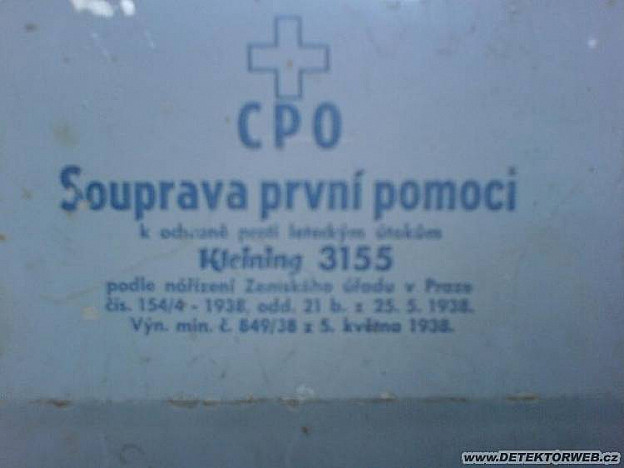 CPO
Souprava první pomoci
k ochraně proti leteckým útokům
Kleining 3155
podle nařízení Zemského úřadu v Praze
čís. 154/4 - 1938, odd. 21 b. z 25. 5. 1938.
Výn. min. č. 849/38 z 5. května 1938.
www.DETEKTORWEB.cz